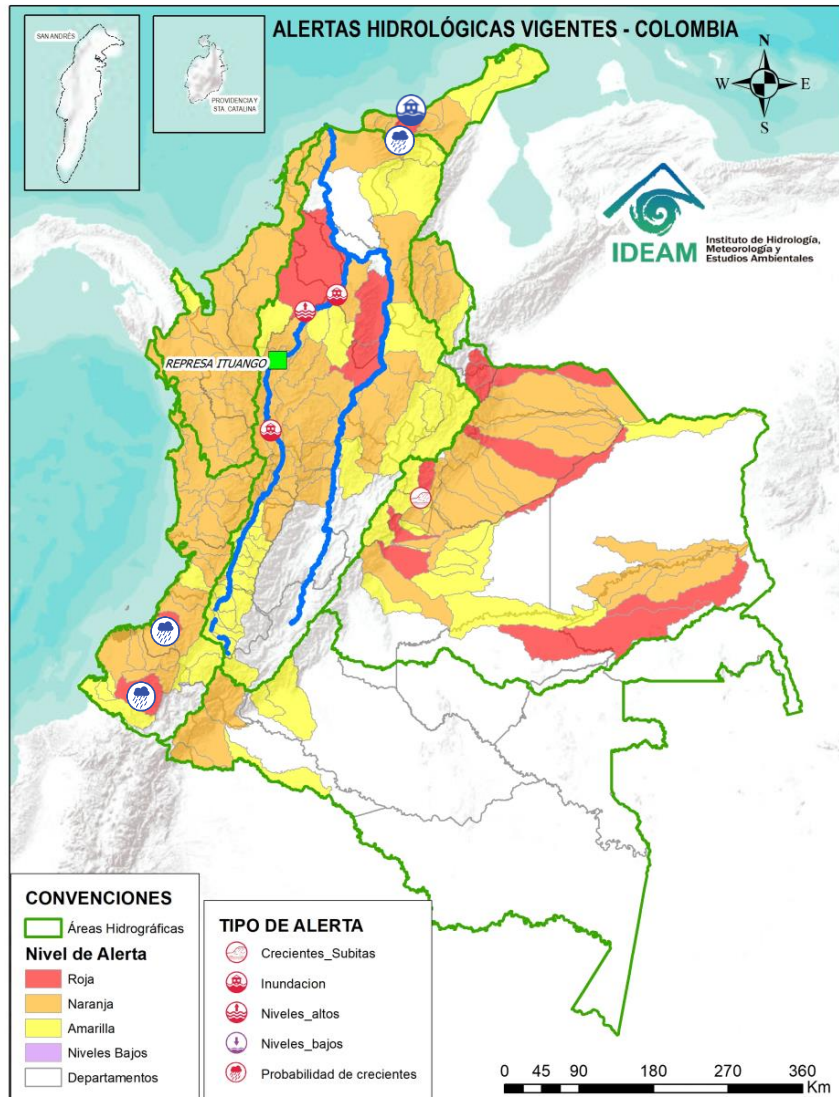 ALERTAS HIDROLÓGICAS VIGENTES - COLOMBIA
SAN ANDRÉS
PROVIDENCIA Y
STA. CATALINA
N
W
E
S
IDEAM
Instituto de Hidrología,
Meteorología y
Estudios Ambientales
REPRESA ITUANGO
CONVENCIONES
Áreas Hidrográficas
Nivel de Alerta
Roja
Naranja
Amarilla
Niveles Bajos
Departamentos
TIPO DE ALERTA
Crecientes_Subitas
Inundacion
Niveles_altos
Niveles_bajos
Probabilidad de crecientes
0 45 90 180 270 360
Km